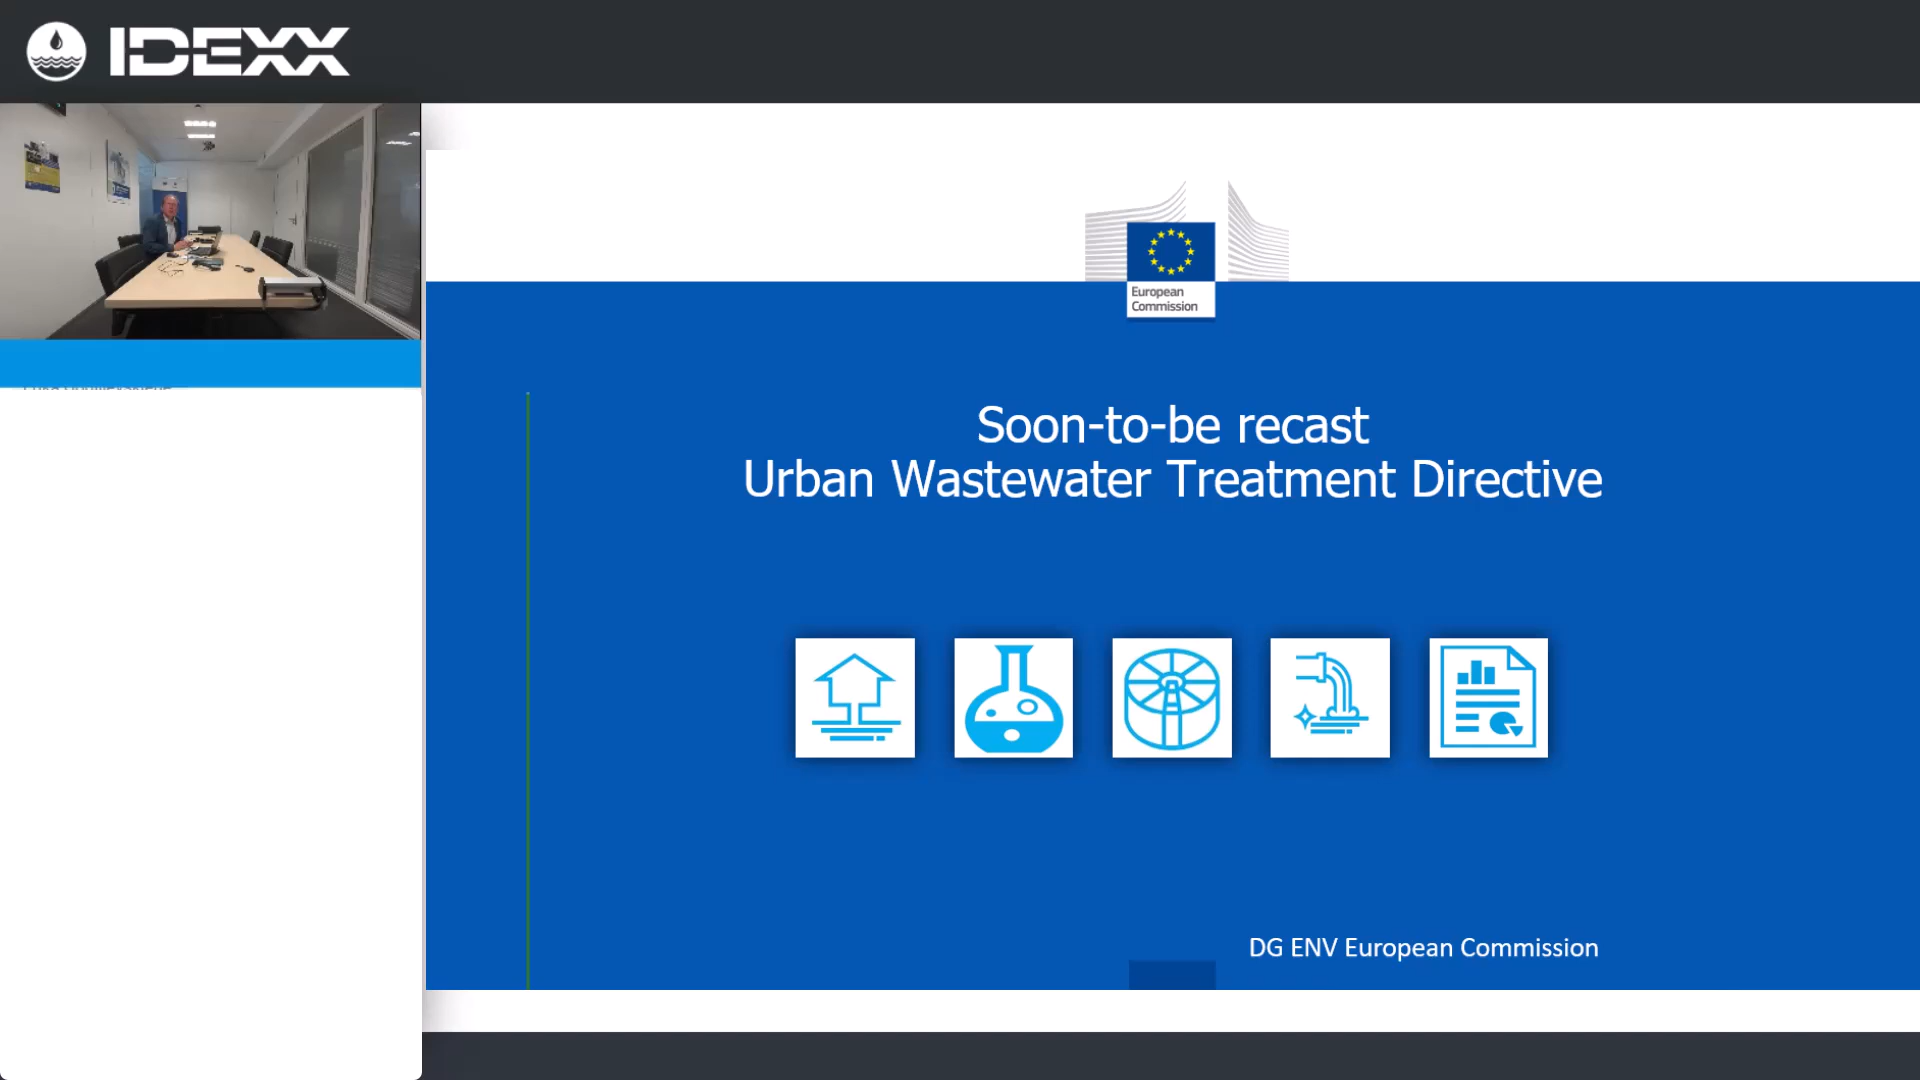 IDEXX
European
Commission
Soon-to-be recast
Urban Wastewater Treatment Directive
DG ENV European Commission